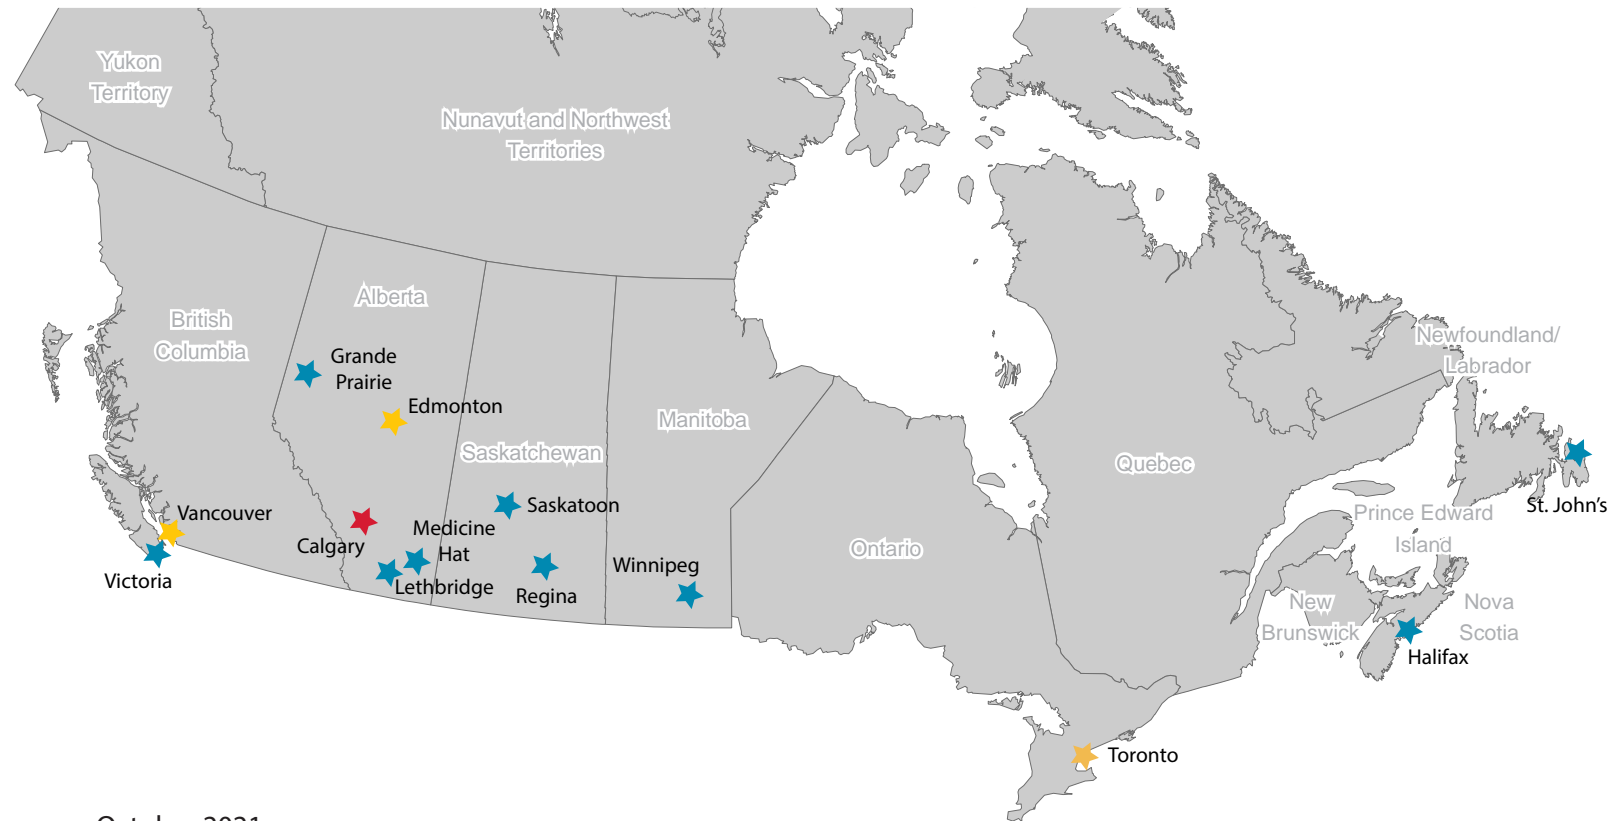 Yukon
Territory
Nunavut and Northwest
Territories
British
Columbia
Alberta
Grande
Prairie
Edmonton
Saskatchewan
Manitoba
Saskatoon
Vancouver
Victoria
Calgary
Medicine
Hat
Lethbridge
Regina
Winnipeg
Ontario
Quebec
Newfoundland/
Labrador
St. John's
Prince Edward
Island
New
Brunswick
Nova
Scotia
Halifax
Toronto
October 2021